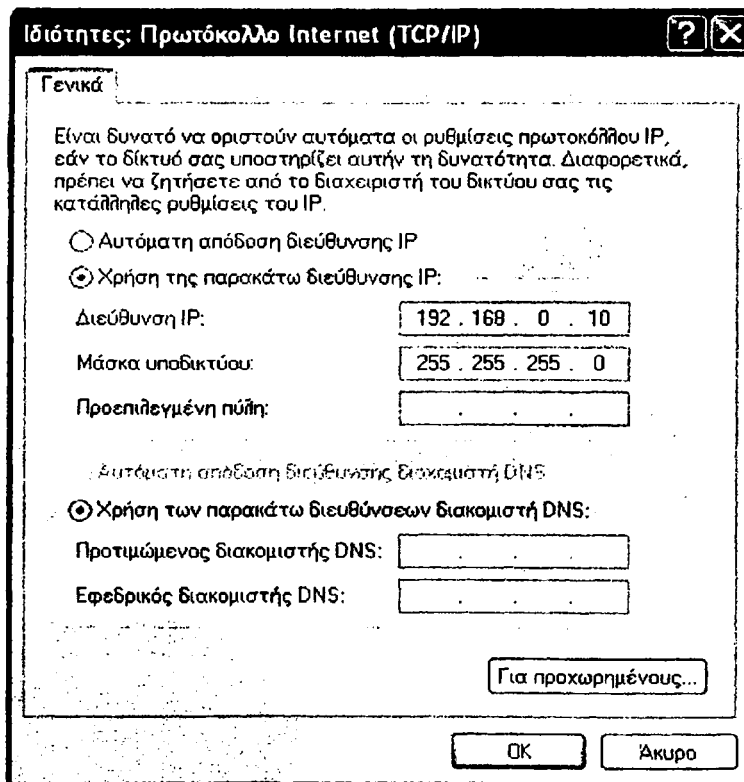 Ιδιότητες: Πρωτόκολλο Internet (TCP/IP)
Γενικά
Είναι δυνατό να οριστούν αυτόματα οι ρυθμίσεις πρωτοκόλλου IP,
εάν το δίκτυό σας υποστηρίζει αυτήν τη δυνατότητα. Διαφορετικά,
πρέπει να ζητήσετε από το διαχειριστή του δικτύου σας τις
κατάλληλες ρυθμίσεις του IP.
Αυτόματη απόδοση διεύθυνσης IP
Χρήση της παρακάτω διεύθυνσης IP:
Διεύθυνση IP: 192 . 168 . 0 . 10
Μάσκα υποδικτύου: 255 . 255 . 255 . 0
Προεπιλεγμένη πύλη: . . .
Αυτόματη απόδοση διεύθυνσης διακομιστή DNS
Χρήση των παρακάτω διευθύνσεων διακομιστή DNS:
Προτιμώμενος διακομιστής DNS: . . .
Εφεδρικός διακομιστής DNS: . . .
Για προχωρημένους...
OK Άκυρο